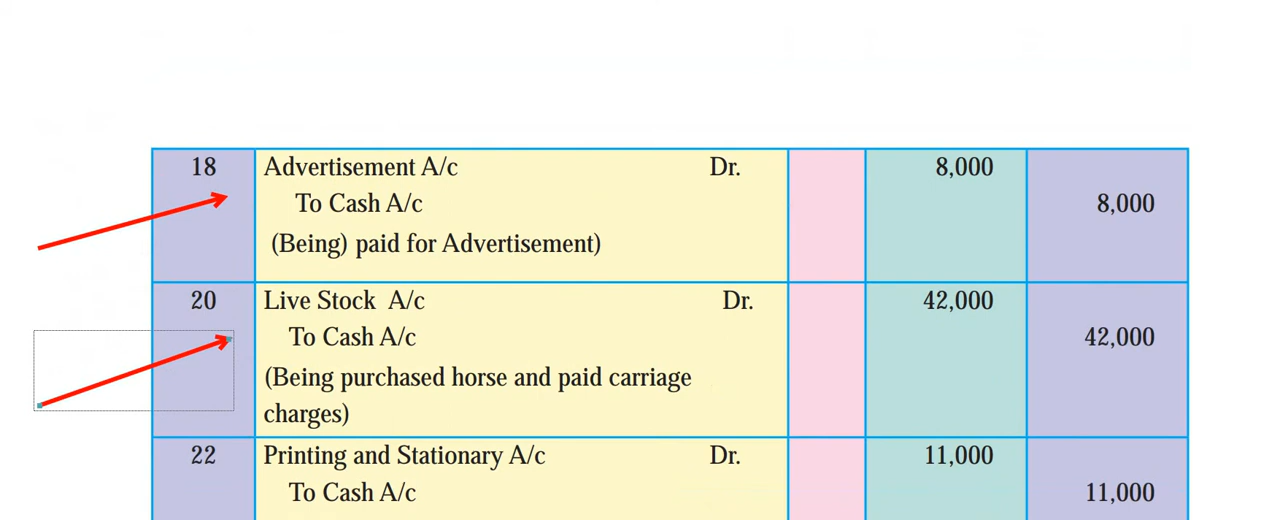 18 Advertisement A/c Dr. 8,000
To Cash A/c 8,000
(Being) paid for Advertisement)
20 Live Stock A/c Dr. 42,000
To Cash A/c 42,000
(Being purchased horse and paid carriage
charges)
22 Printing and Stationary A/c Dr. 11,000
To Cash A/c 11,000